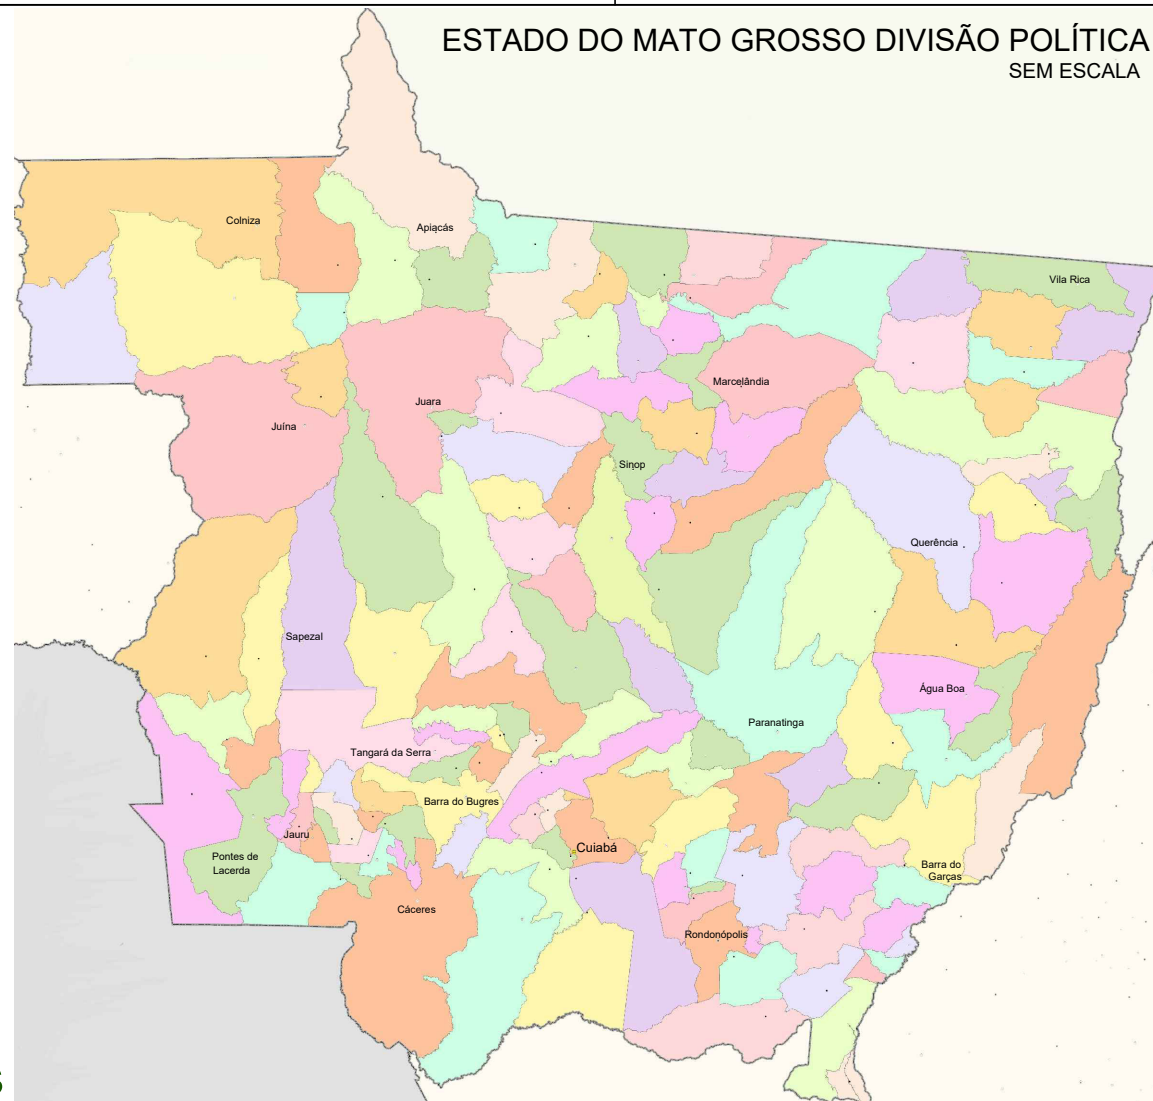 ESTADO DO MATO GROSSO DIVISÃO POLÍTICA
SEM ESCALA
Colniza
Apiacás
Vila Rica
Marcelândia
Juara
Juína
Sinop
Querência
Sapezal
Água Boa
Paranatinga
Tangará da Serra
Barra do Bugres
Jauru
Cuiabá
Pontes de
Lacerda
Barra do
Garças
Cáceres
Rondonópolis